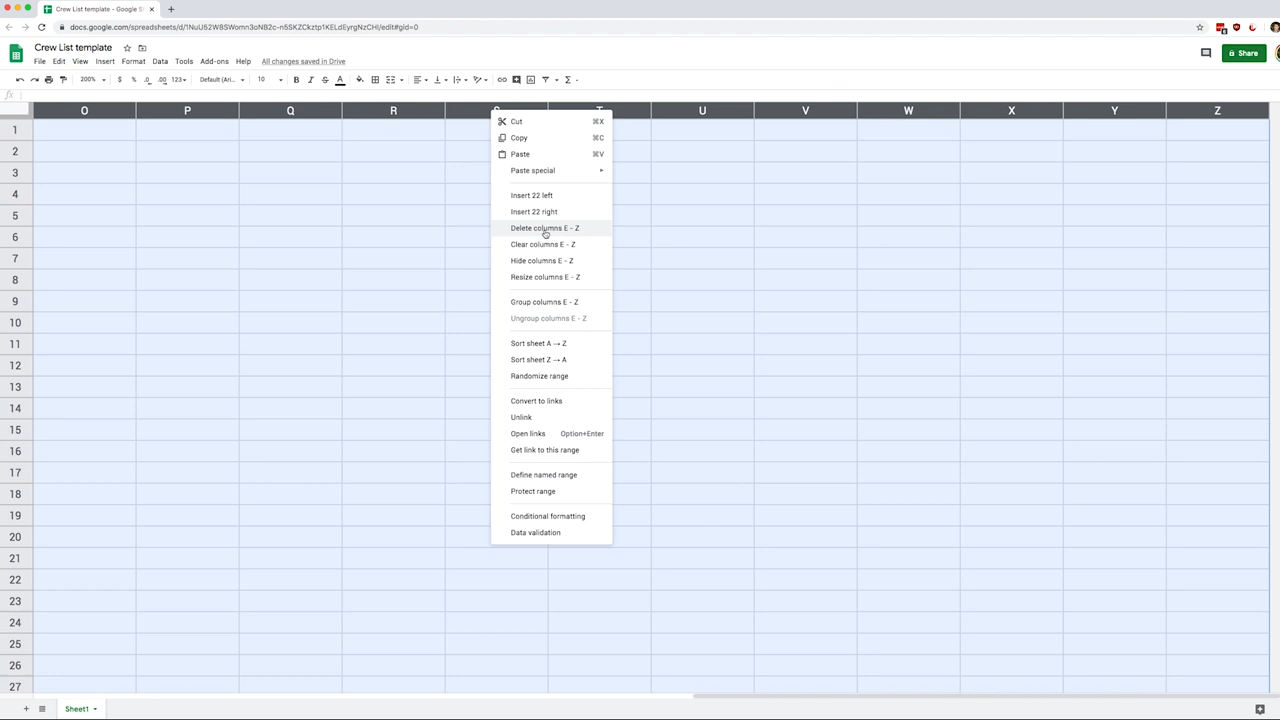 Crew List template - Google S
docs.google.com/spreadsheets/d/1NuU52W8SWomn3oNB2c-n5SKZCkztp1KELdEyrgNzCHI/edit#gid=0
Crew List template
File Edit View Insert Format Data Tools Add-ons Help All changes saved in Drive
Share
200% $ % .0 .00 123 Default (Ari... 10 B I S A
fx
O P Q R S T U V W X Y Z
Cut ⌘X
Copy ⌘C
Paste ⌘V
Paste special
Insert 22 left
Insert 22 right
Delete columns E - Z
Clear columns E - Z
Hide columns E - Z
Resize columns E - Z
Group columns E - Z
Ungroup columns E - Z
Sort sheet A → Z
Sort sheet Z → A
Randomize range
Convert to links
Unlink
Open links Option+Enter
Get link to this range
Define named range
Protect range
Conditional formatting
Data validation
1
2
3
4
5
6
7
8
9
10
11
12
13
14
15
16
17
18
19
20
21
22
23
24
25
26
27
Sheet1